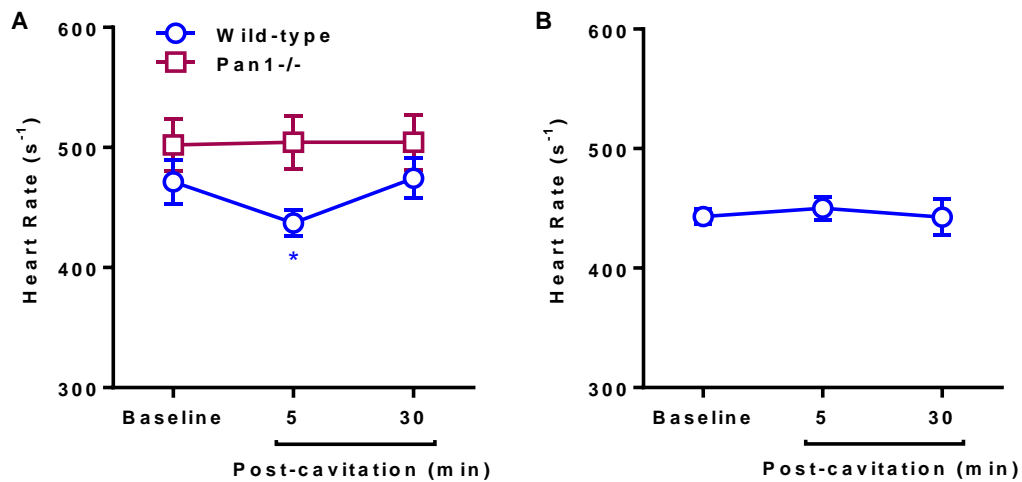 A
Wild-type
Pan1-/-
Heart Rate (s⁻¹)
600
500
400
300
*
Baseline 5 30
Post-cavitation (min)
B
Heart Rate (s⁻¹)
600
500
400
300
Baseline 5 30
Post-cavitation (min)